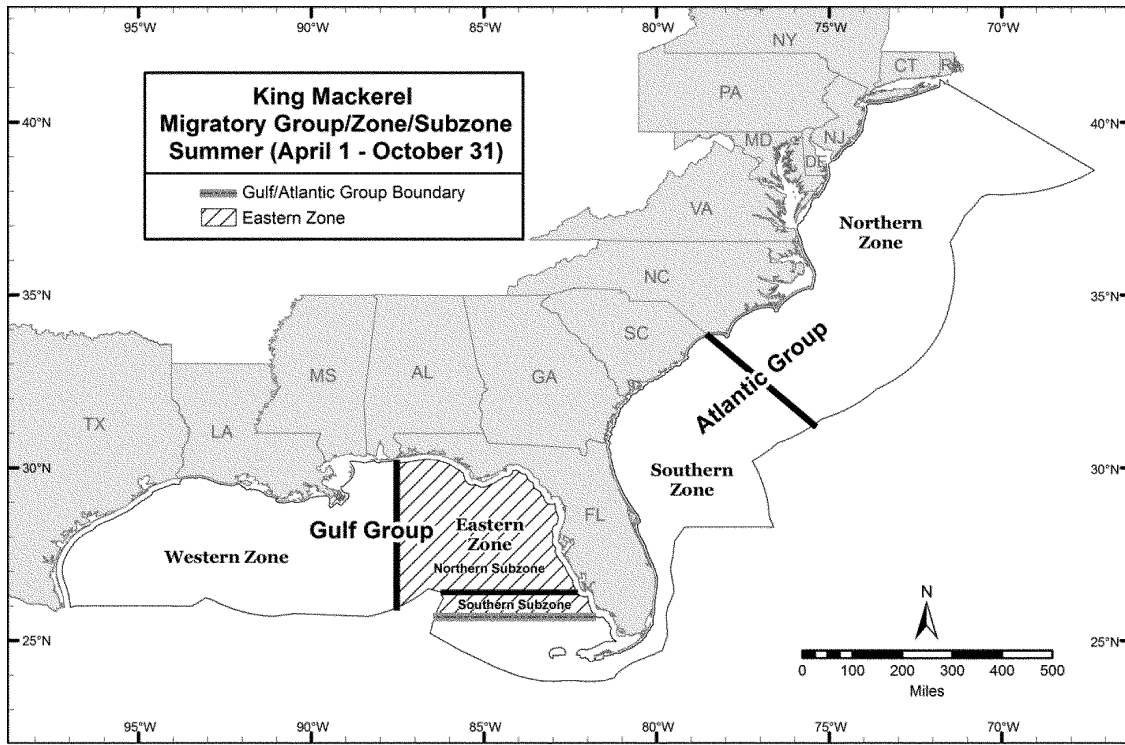 95°W
90°W
85°W
80°W
75°W
70°W
King Mackerel
Migratory Group/Zone/Subzone
Summer (April 1 - October 31)
Gulf/Atlantic Group Boundary
Eastern Zone
NY
CT
RI
PA
40°N
40°N
MD
NJ
DE
VA
Northern
Zone
NC
35°N
35°N
SC
MS
AL
GA
Atlantic Group
TX
LA
30°N
30°N
Southern
Zone
FL
Gulf Group
Eastern
Zone
Western Zone
Northern Subzone
Southern Subzone
N
25°N
25°N
0 100 200 300 400 500
Miles
95°W
90°W
85°W
80°W
75°W
70°W